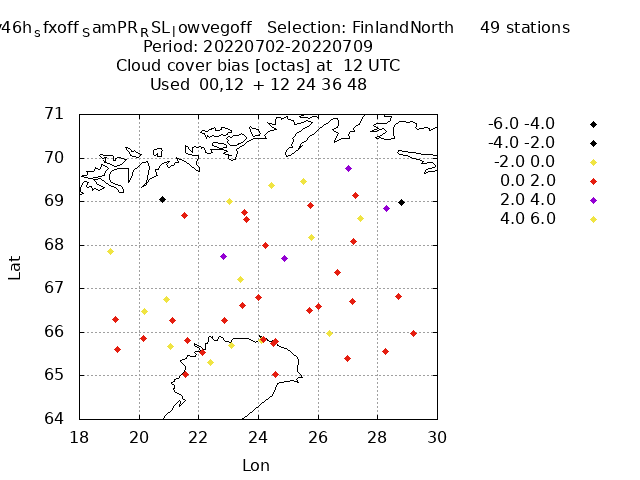 46h_sfxoff_samPR_RSL_lowvegoff Selection: FinlandNorth 49 stations
Period: 20220702-20220709
Cloud cover bias [octas] at 12 UTC
Used 00,12 + 12 24 36 48
-6.0 -4.0
-4.0 -2.0
-2.0 0.0
0.0 2.0
2.0 4.0
4.0 6.0
71
70
69
68
67
66
65
64
Lat
18 20 22 24 26 28 30
Lon